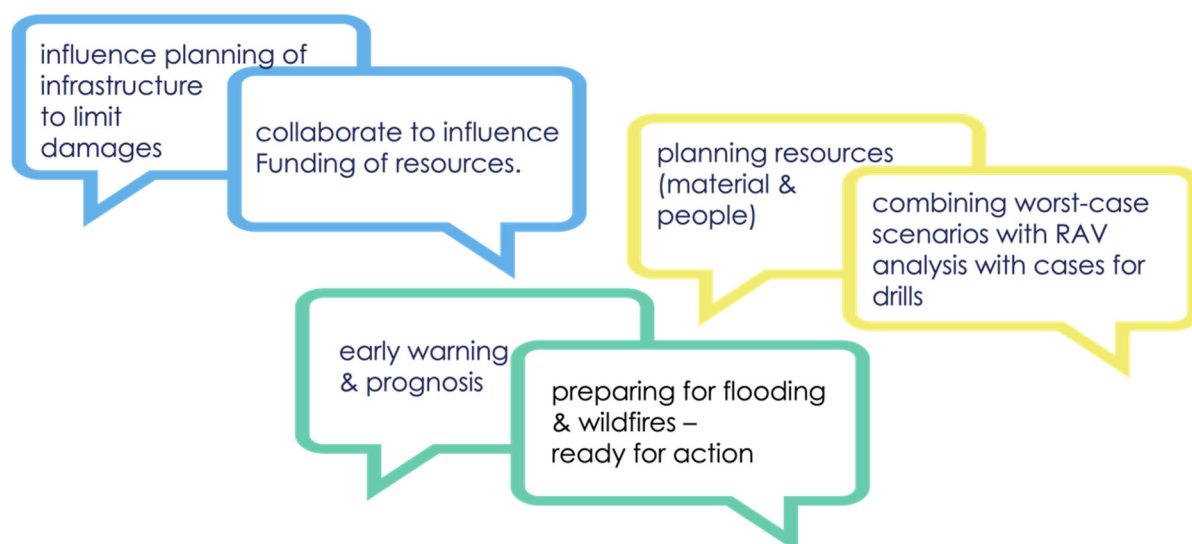 influence planning of
infrastructure
to limit
damages
collaborate to influence
Funding of resources.
planning resources
(material &
people)
combining worst-case
scenarios with RAV
analysis with cases for
drills
early warning
& prognosis
preparing for flooding
& wildfires –
ready for action